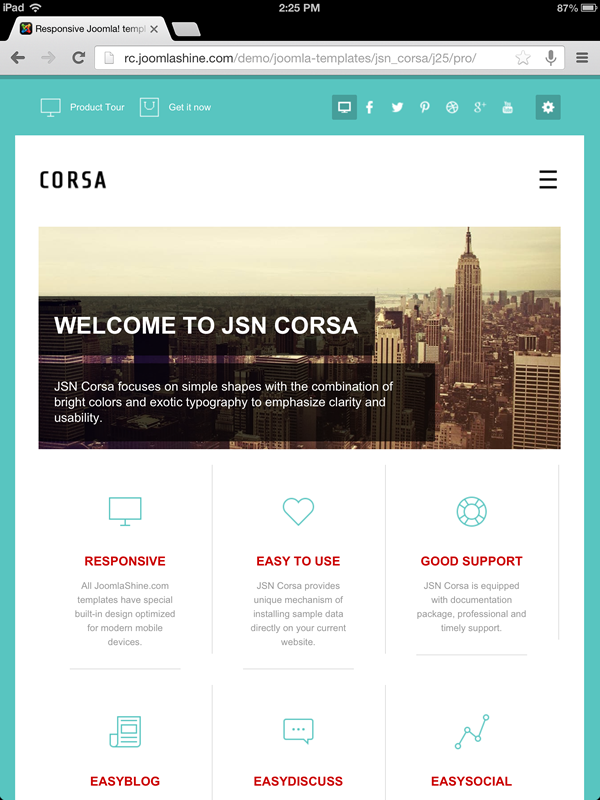 iPad
2:25 PM
87%
Responsive Joomla! templ
rc.joomlashine.com/demo/joomla-templates/jsn_corsa/j25/pro/
Product Tour
Get it now
CORSA
WELCOME TO JSN CORSA
JSN Corsa focuses on simple shapes with the combination of
bright colors and exotic typography to emphasize clarity and
usability.
RESPONSIVE
All JoomlaShine.com
templates have special
built-in design optimized
for modern mobile
devices.
EASY TO USE
JSN Corsa provides
unique mechanism of
installing sample data
directly on your current
website.
GOOD SUPPORT
JSN Corsa is equipped
with documentation
package, professional and
timely support.
EASYBLOG
EASYDISCUSS
EASYSOCIAL